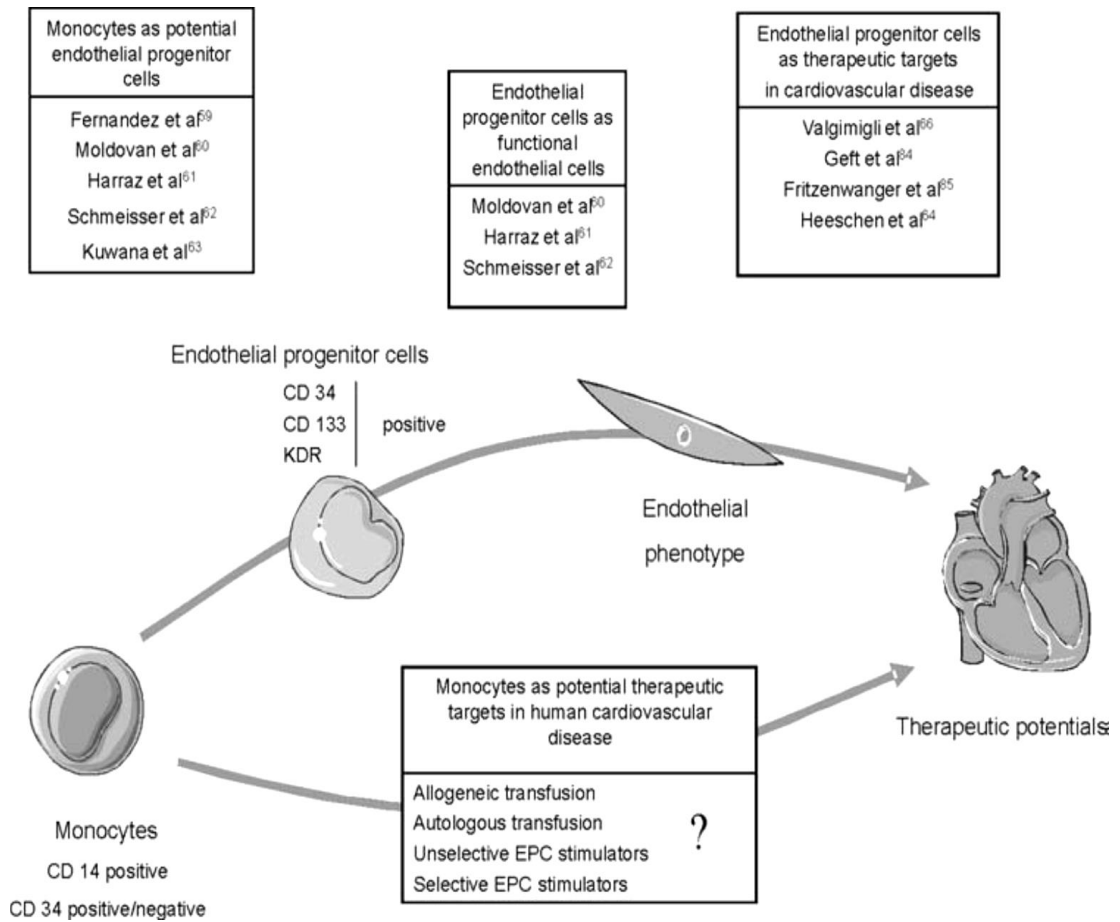 Monocytes as potential
endothelial progenitor
cells
Fernandez et al59
Moldovan et al60
Harraz et al61
Schmeisser et al62
Kuwana et al63
Endothelial
progenitor cells as
functional
endothelial cells
Moldovan et al60
Harraz et al61
Schmeisser et al62
Endothelial progenitor cells
as therapeutic targets
in cardiovascular disease
Valgimigli et al66
Geft et al84
Fritzenwanger et al85
Heeschen et al64
Endothelial progenitor cells
CD 34
CD 133
KDR
positive
Endothelial
phenotype
Therapeutic potentials
Monocytes
CD 14 positive
CD 34 positive/negative
Monocytes as potential therapeutic
targets in human cardiovascular
disease
Allogeneic transfusion
Autologous transfusion
Unselective EPC stimulators
Selective EPC stimulators
?